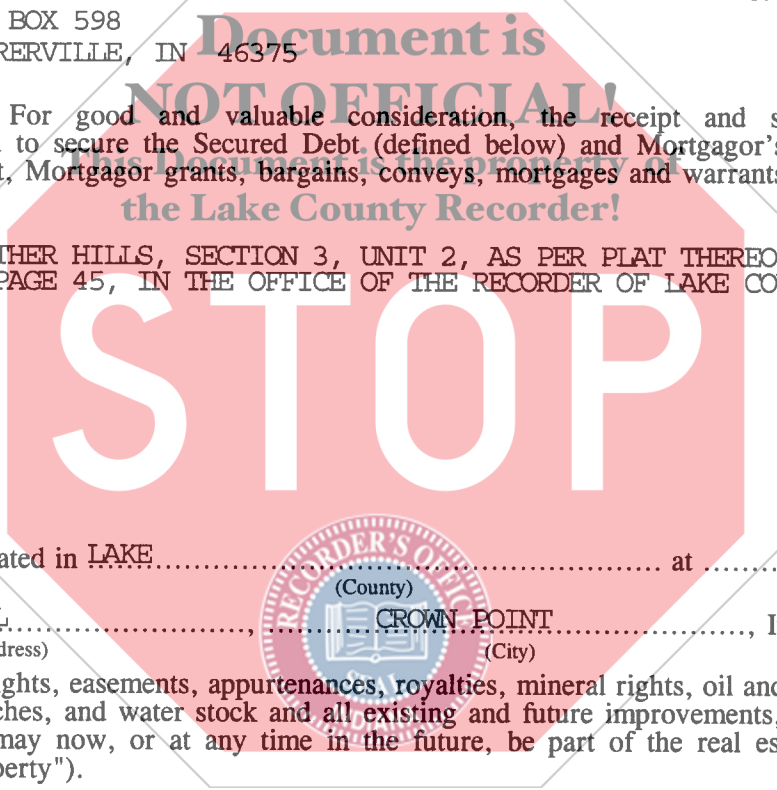 BOX 598
RERVILLE, IN 46375
Document is
NOT OFFICIAL!
This Document is the property of
the Lake County Recorder!
For good and valuable consideration, the receipt and s
to secure the Secured Debt (defined below) and Mortgagor's
t, Mortgagor grants, bargains, conveys, mortgages and warrants
THER HILLS, SECTION 3, UNIT 2, AS PER PLAT THEREO
PAGE 45, IN THE OFFICE OF THE RECORDER OF LAKE CO
STOP
ated in LAKE at
(County)
L, CROWN POINT, I
dress) (City)
RECORDER'S OFFICE
SEAL
INDIANA
ights, easements, appurtenances, royalties, mineral rights, oil and
ches, and water stock and all existing and future improvements,
may now, or at any time in the future, be part of the real es
perty").